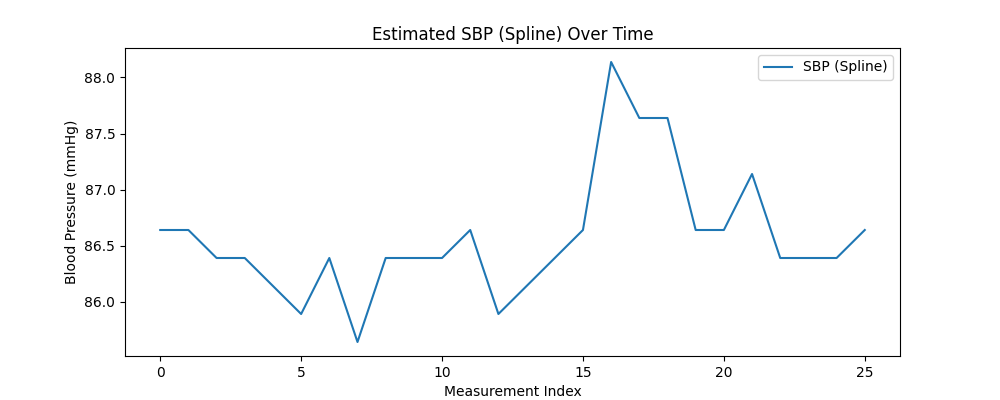 Estimated SBP (Spline) Over Time
SBP (Spline)
Blood Pressure (mmHg)
88.0
87.5
87.0
86.5
86.0
0 5 10 15 20 25
Measurement Index